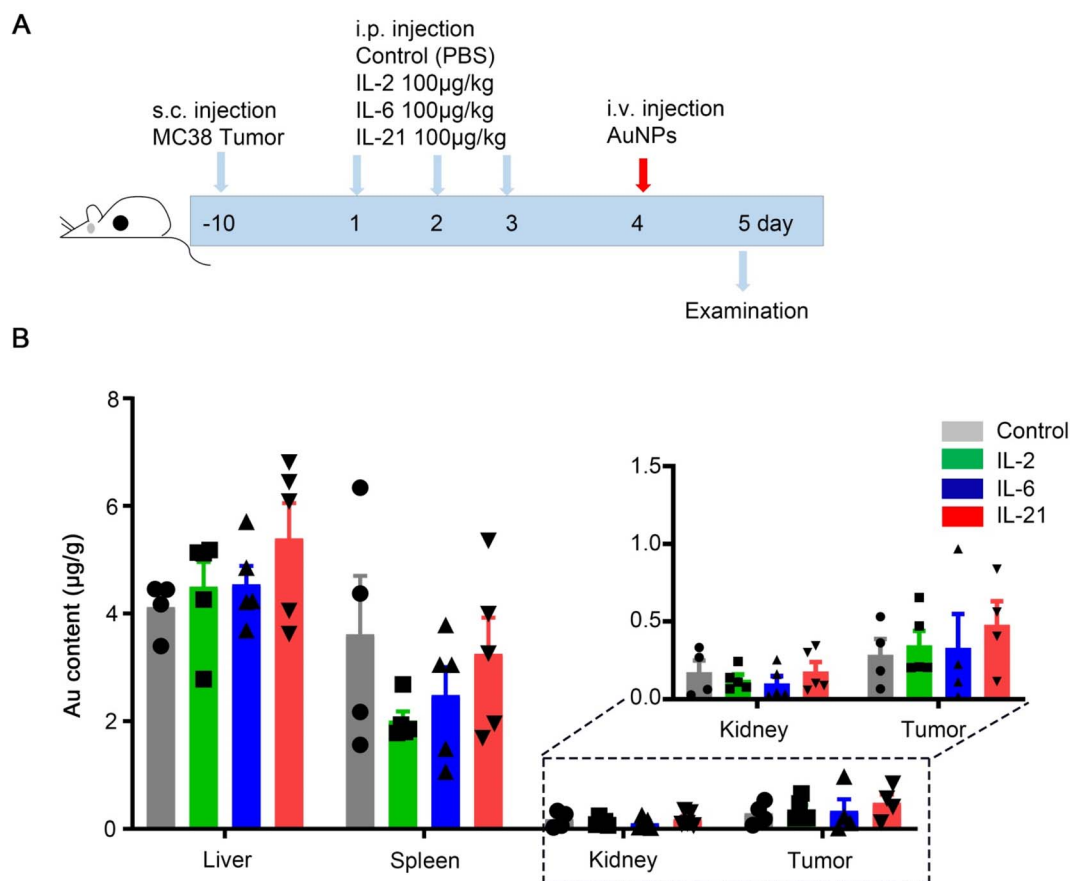 A
i.p. injection
Control (PBS)
IL-2 100µg/kg
IL-6 100µg/kg
IL-21 100µg/kg
s.c. injection
MC38 Tumor
i.v. injection
AuNPs
-10 1 2 3 4 5 day
Examination
B
Au content (µg/g)
8
6
4
2
0
Liver Spleen Kidney Tumor
1.5
1.0
0.5
0.0
Kidney Tumor
Control
IL-2
IL-6
IL-21